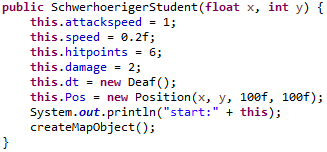 public SchwerhoerigerStudent(float x, int y) {
this.attackspeed = 1;
this.speed = 0.2f;
this.hitpoints = 6;
this.damage = 2;
this.dt = new Deaf();
this.Pos = new Position(x, y, 100f, 100f);
System.out.println("start:" + this);
createMapObject();
}